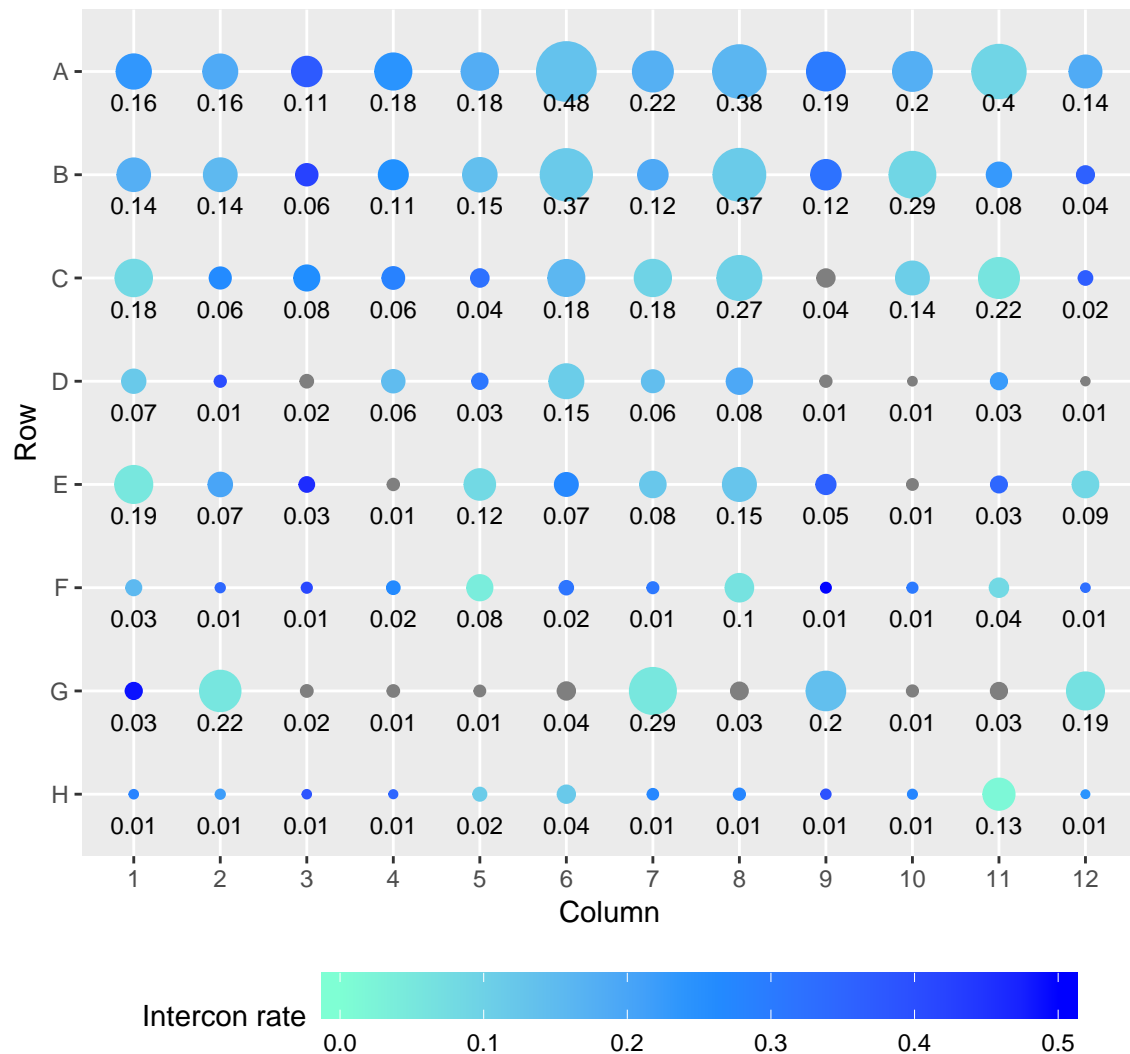 A
0.16 0.16 0.11 0.18 0.18 0.48 0.22 0.38 0.19 0.2 0.4 0.14
B
0.14 0.14 0.06 0.11 0.15 0.37 0.12 0.37 0.12 0.29 0.08 0.04
C
0.18 0.06 0.08 0.06 0.04 0.18 0.18 0.27 0.04 0.14 0.22 0.02
D
0.07 0.01 0.02 0.06 0.03 0.15 0.06 0.08 0.01 0.01 0.03 0.01
Row
E
0.19 0.07 0.03 0.01 0.12 0.07 0.08 0.15 0.05 0.01 0.03 0.09
F
0.03 0.01 0.01 0.02 0.08 0.02 0.01 0.1 0.01 0.01 0.04 0.01
G
0.03 0.22 0.02 0.01 0.01 0.04 0.29 0.03 0.2 0.01 0.03 0.19
H
0.01 0.01 0.01 0.01 0.02 0.04 0.01 0.01 0.01 0.01 0.13 0.01
1 2 3 4 5 6 7 8 9 10 11 12
Column
Intercon rate
0.0 0.1 0.2 0.3 0.4 0.5